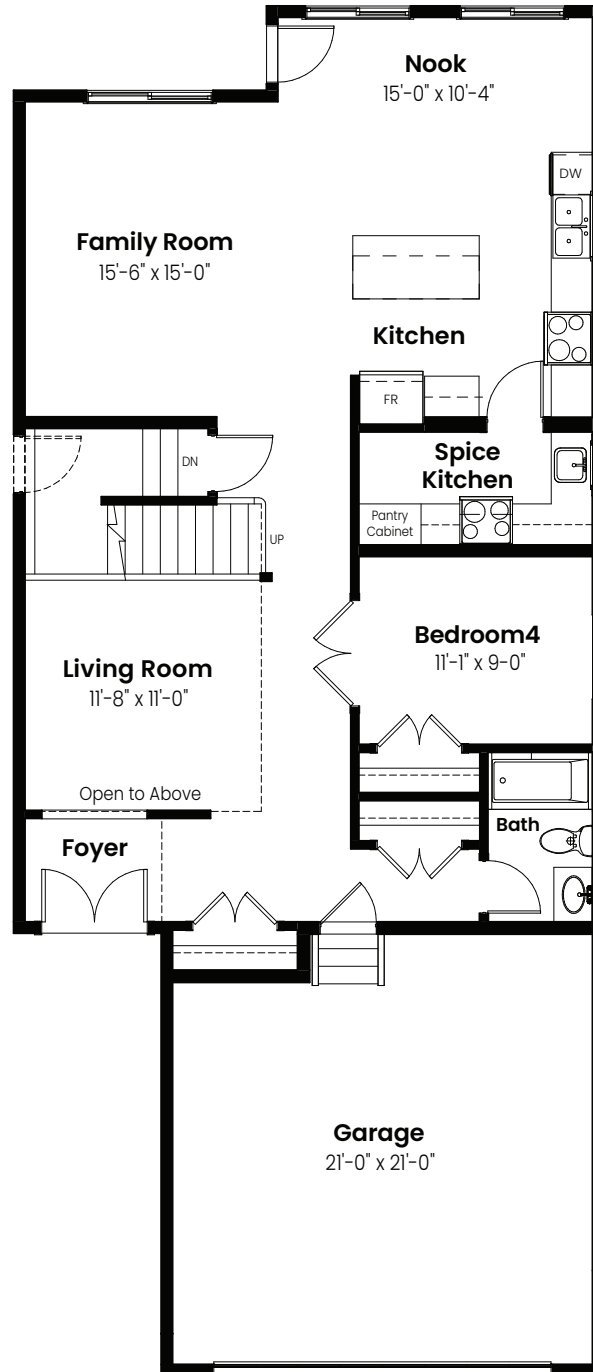 Nook
15'-0" x 10'-4"
DW
Family Room
15'-6" x 15'-0"
Kitchen
FR
DN
Spice
Kitchen
Pantry
Cabinet
UP
Bedroom4
11'-1" x 9-0"
Living Room
11'-8" x 11'-0"
Open to Above
Bath
Foyer
Garage
21'-0" x 21'-0"